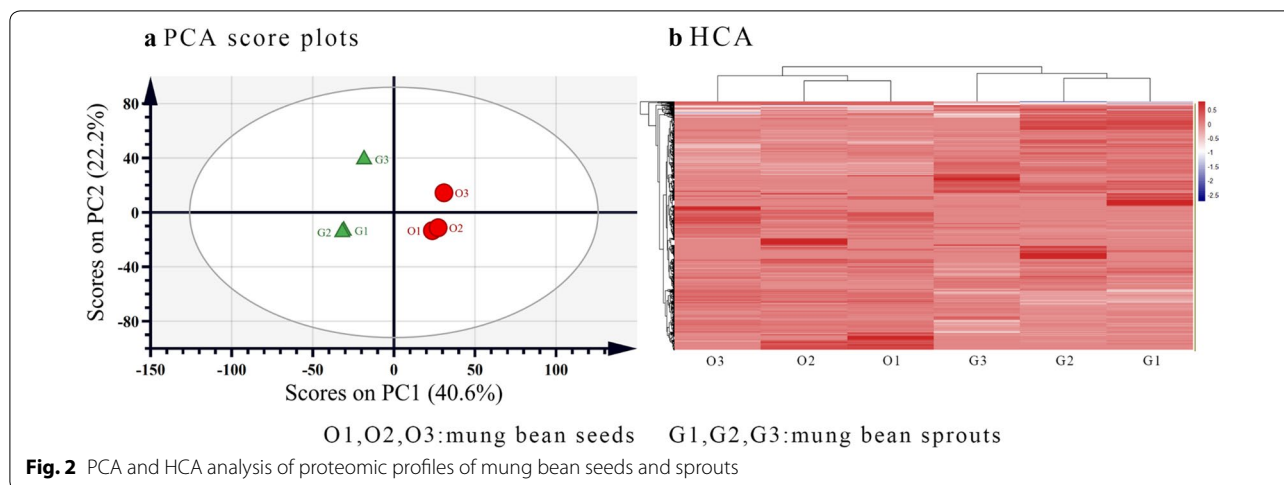 a PCA score plots
b HCA
Scores on PC2 (22.2%)
80
40
0
-40
-80
G3
O3
G2
G1
O1
O2
-150
-100
-50
0
50
100
Scores on PC1 (40.6%)
0.5
0
-0.5
-1
-1.5
-2
-2.5
O3
O2
O1
G3
G2
G1
O1,O2,O3:mung bean seeds
G1,G2,G3:mung bean sprouts
Fig. 2 PCA and HCA analysis of proteomic profiles of mung bean seeds and sprouts